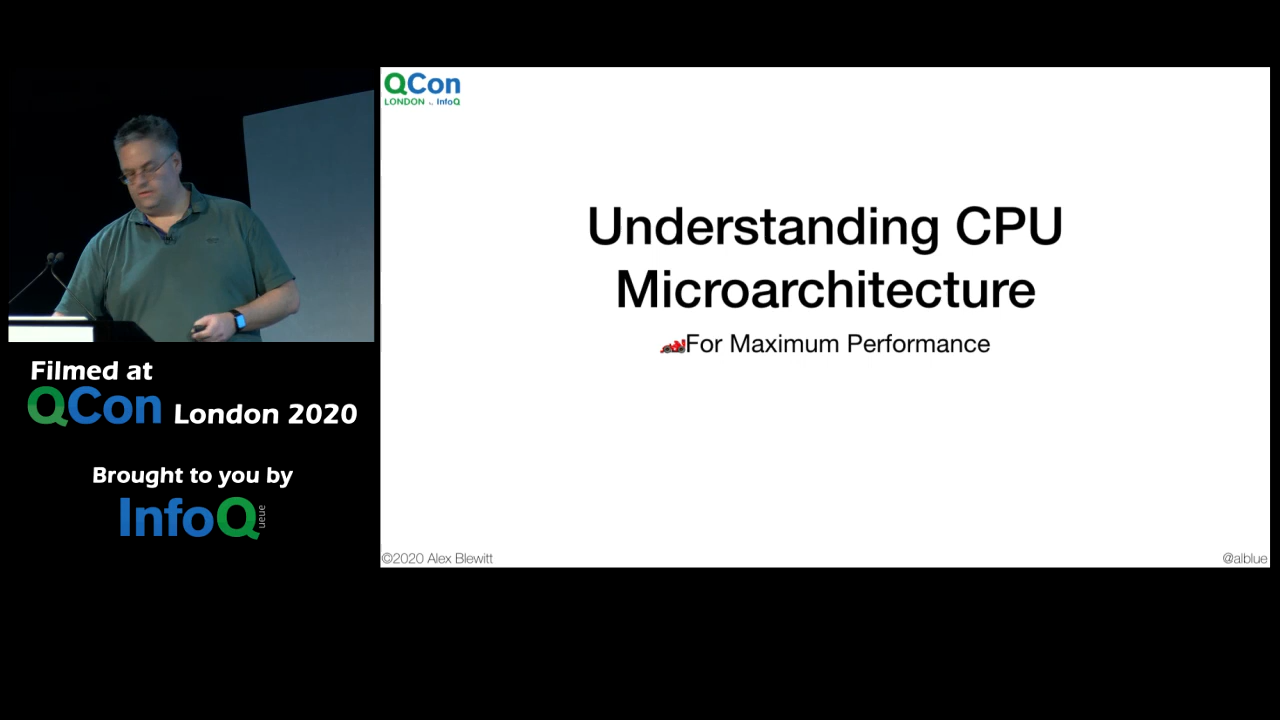 QCon
LONDON by InfoQ
Understanding CPU
Microarchitecture
For Maximum Performance
Filmed at
QCon London 2020
Brought to you by
InfoQ
ueue
©2020 Alex Blewitt
@alblue